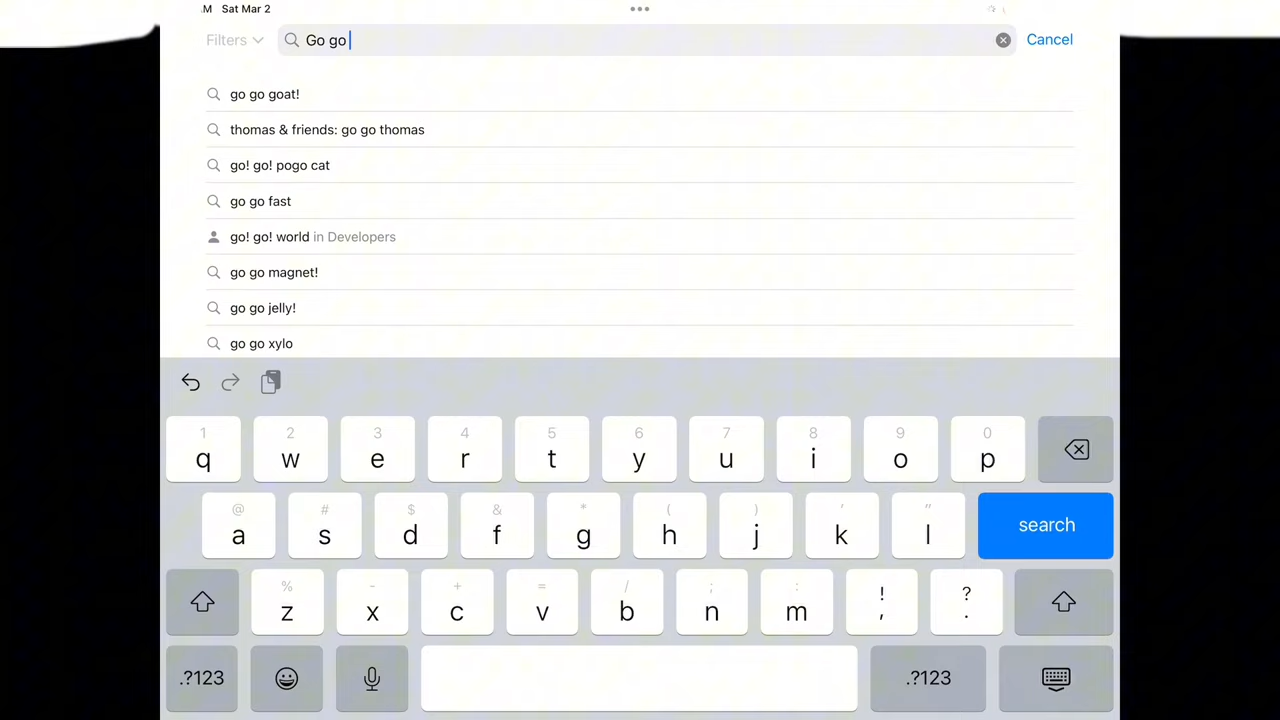 M Sat Mar 2
Filters Go go Cancel
go go goat!
thomas & friends: go go thomas
go! go! pogo cat
go go fast
go! go! world in Developers
go go magnet!
go go jelly!
go go xylo
1 2 3 4 5 6 7 8 9 0
q w e r t y u i o p
@ # $ & * ( ) ' "
a s d f g h j k l search
% - + = / ; : ! ?
z x c v b n m , .
.?123 .?123